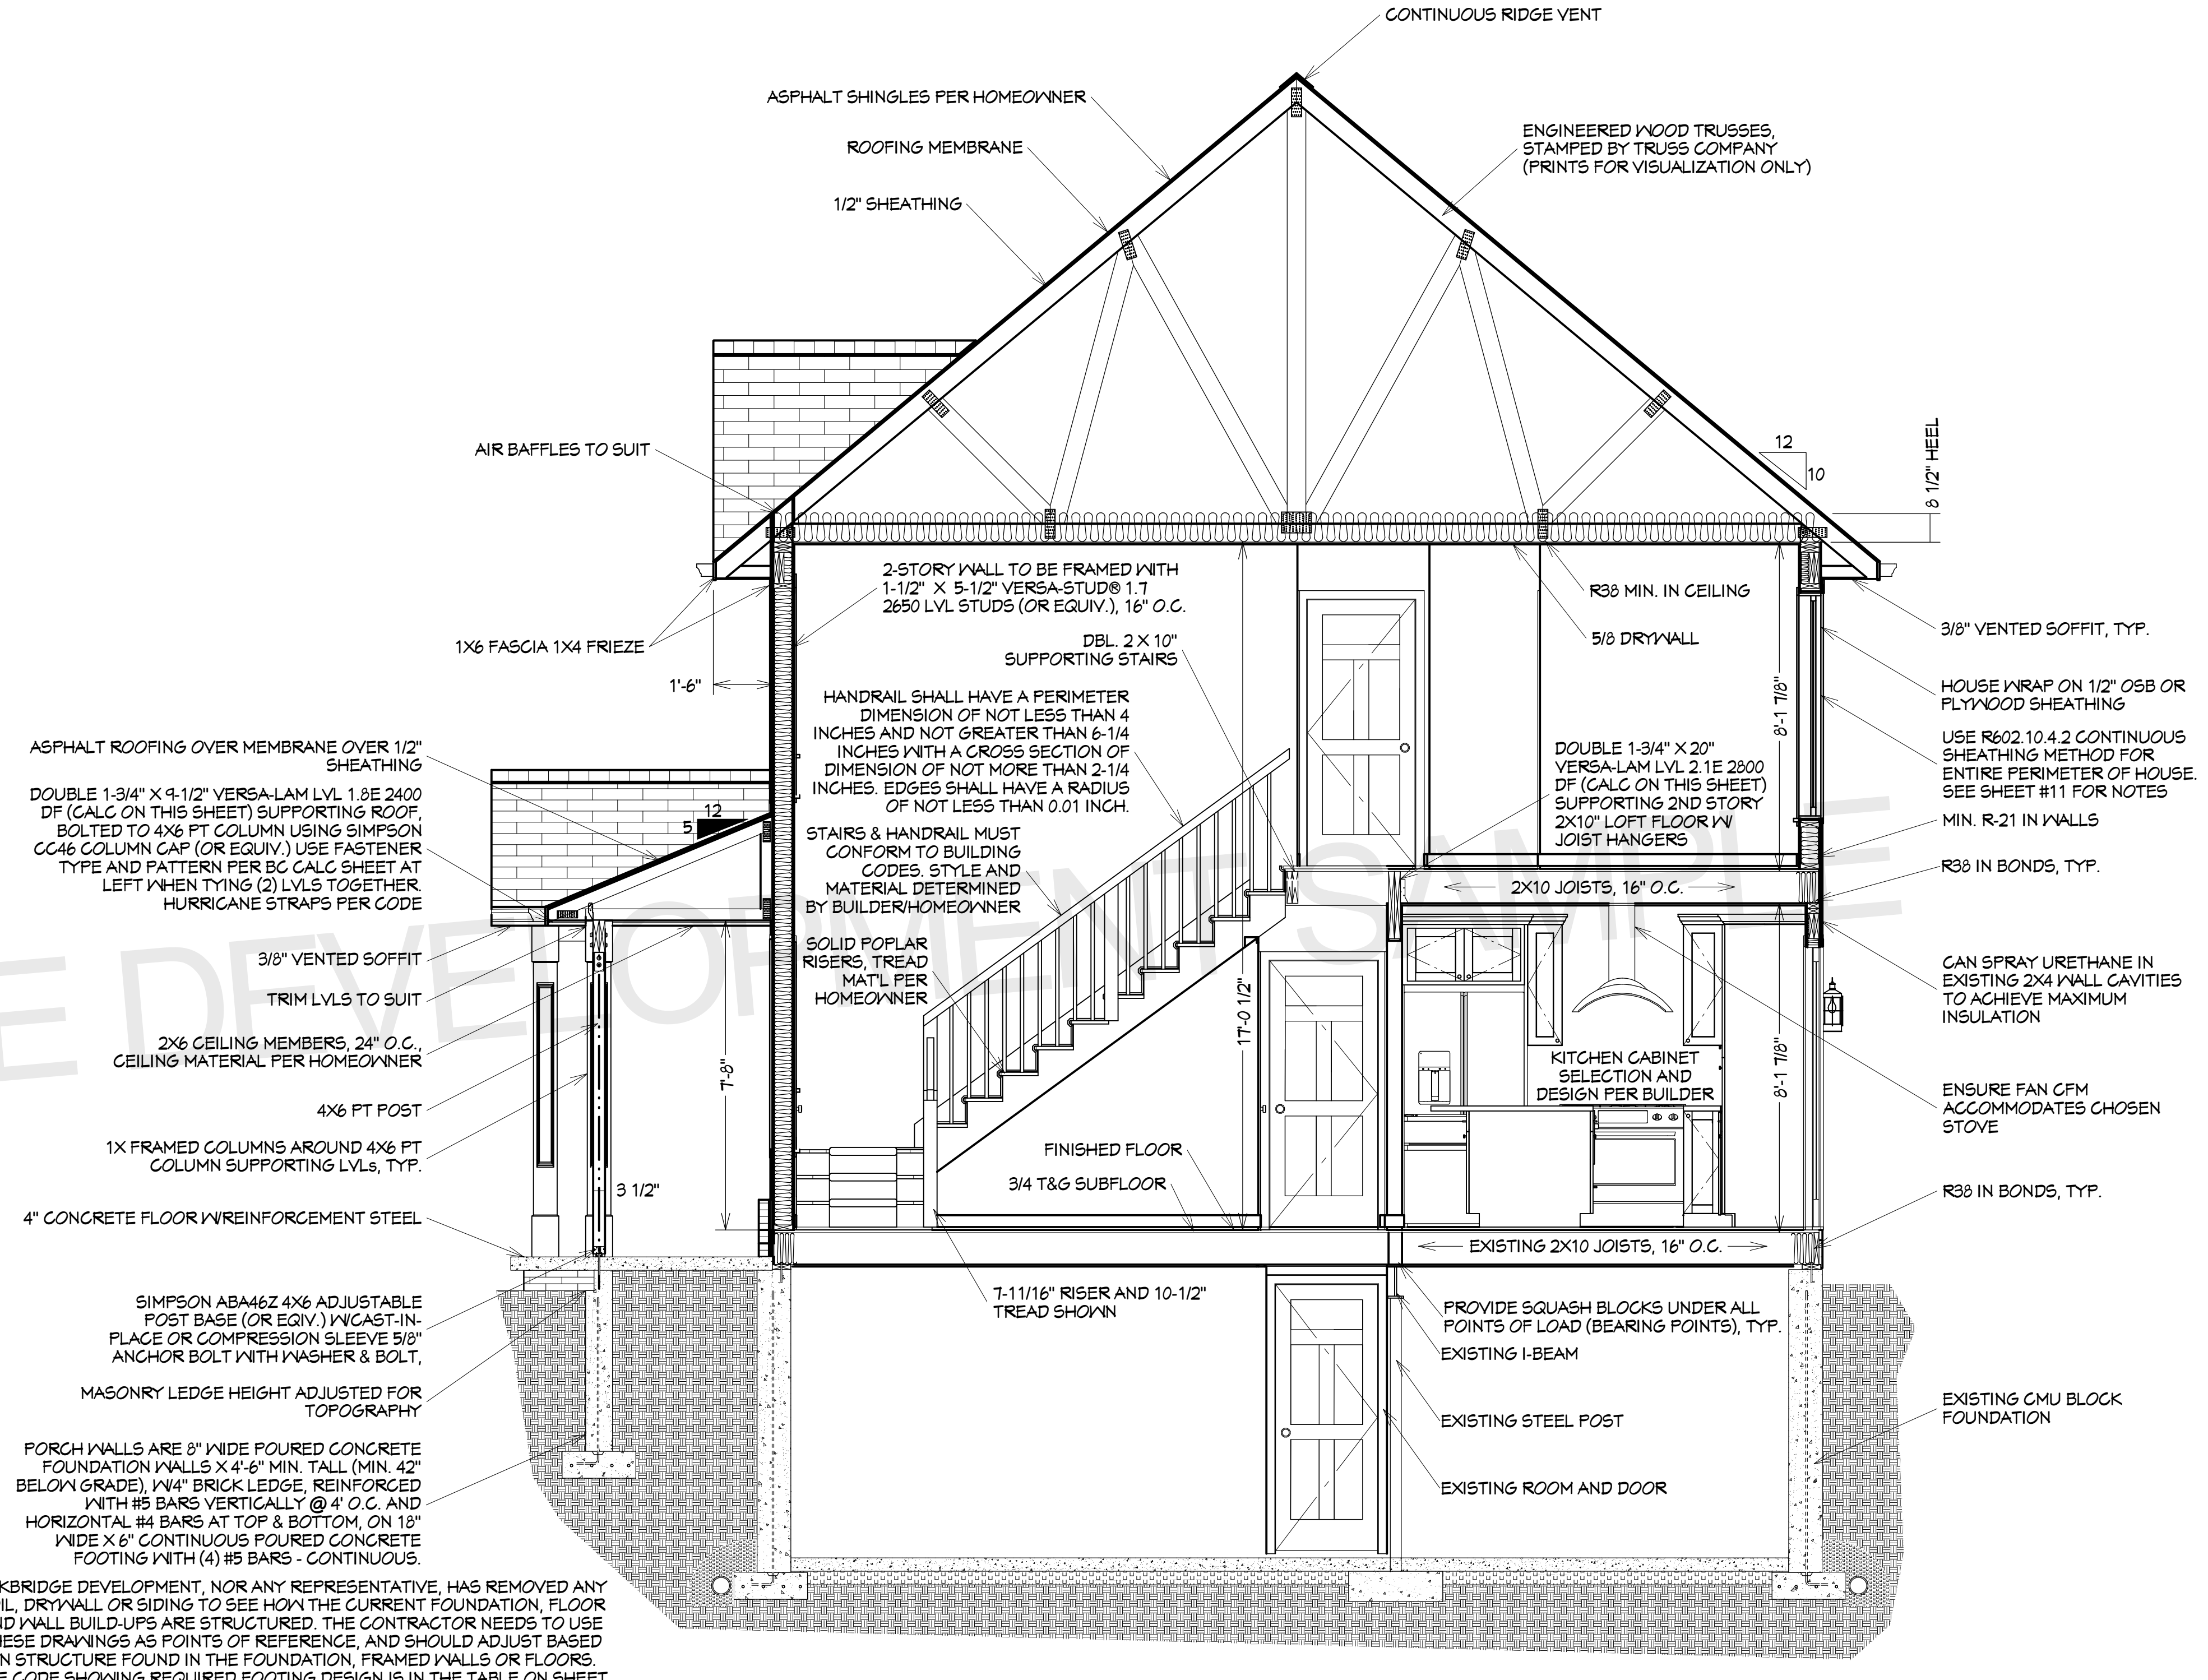 CONTINUOUS RIDGE VENT
ASPHALT SHINGLES PER HOMEOWNER
ROOFING MEMBRANE
1/2" SHEATHING
ENGINEERED WOOD TRUSSES,
STAMPED BY TRUSS COMPANY
(PRINTS FOR VISUALIZATION ONLY)
AIR BAFFLES TO SUIT
12
10
8 1/2" HEEL
2-STORY WALL TO BE FRAMED WITH
1-1/2" X 5-1/2" VERSA-STUD® 1.7
2650 LVL STUDS (OR EQUIV.), 16" O.C.
DBL. 2 X 10"
SUPPORTING STAIRS
R38 MIN. IN CEILING
5/8 DRYWALL
1X6 FASCIA 1X4 FRIEZE
1'-6"
HANDRAIL SHALL HAVE A PERIMETER
DIMENSION OF NOT LESS THAN 4
INCHES AND NOT GREATER THAN 6-1/4
INCHES WITH A CROSS SECTION OF
DIMENSION OF NOT MORE THAN 2-1/4
INCHES. EDGES SHALL HAVE A RADIUS
OF NOT LESS THAN 0.01 INCH.
8'-1 7/8"
3/8" VENTED SOFFIT, TYP.
HOUSE WRAP ON 1/2" OSB OR
PLYWOOD SHEATHING
USE R602.10.4.2 CONTINUOUS
SHEATHING METHOD FOR
ENTIRE PERIMETER OF HOUSE.
SEE SHEET #11 FOR NOTES
MIN. R-21 IN WALLS
R38 IN BONDS, TYP.
ASPHALT ROOFING OVER MEMBRANE OVER 1/2"
SHEATHING
DOUBLE 1-3/4" X 9-1/2" VERSA-LAM LVL 1.8E 2400
DF (CALC ON THIS SHEET) SUPPORTING ROOF,
BOLTED TO 4X6 PT COLUMN USING SIMPSON
CC46 COLUMN CAP (OR EQUIV.) USE FASTENER
TYPE AND PATTERN PER BC CALC SHEET AT
LEFT WHEN TYING (2) LVLS TOGETHER.
HURRICANE STRAPS PER CODE
12
5
STAIRS & HANDRAIL MUST
CONFORM TO BUILDING
CODES. STYLE AND
MATERIAL DETERMINED
BY BUILDER/HOMEOWNER
DOUBLE 1-3/4" X 20"
VERSA-LAM LVL 2.1E 2800
DF (CALC ON THIS SHEET)
SUPPORTING 2ND STORY
2X10" LOFT FLOOR W/
JOIST HANGERS
2X10 JOISTS, 16" O.C.
E DEVELOPMENT SAMPLE
3/8" VENTED SOFFIT
TRIM LVLS TO SUIT
2X6 CEILING MEMBERS, 24" O.C.,
CEILING MATERIAL PER HOMEOWNER
4X6 PT POST
1X FRAMED COLUMNS AROUND 4X6 PT
COLUMN SUPPORTING LVLs, TYP.
4" CONCRETE FLOOR W/REINFORCEMENT STEEL
3 1/2"
7'-8"
SOLID POPLAR
RISERS, TREAD
MAT'L PER
HOMEOWNER
17'-0 1/2"
8'-1 7/8"
KITCHEN CABINET
SELECTION AND
DESIGN PER BUILDER
CAN SPRAY URETHANE IN
EXISTING 2X4 WALL CAVITIES
TO ACHIEVE MAXIMUM
INSULATION
ENSURE FAN CFM
ACCOMMODATES CHOSEN
STOVE
R38 IN BONDS, TYP.
FINISHED FLOOR
3/4 T&G SUBFLOOR
EXISTING 2X10 JOISTS, 16" O.C.
7-11/16" RISER AND 10-1/2"
TREAD SHOWN
PROVIDE SQUASH BLOCKS UNDER ALL
POINTS OF LOAD (BEARING POINTS), TYP.
EXISTING I-BEAM
EXISTING STEEL POST
EXISTING ROOM AND DOOR
EXISTING CMU BLOCK
FOUNDATION
SIMPSON ABA46Z 4X6 ADJUSTABLE
POST BASE (OR EQIV.) W/CAST-IN-
PLACE OR COMPRESSION SLEEVE 5/8"
ANCHOR BOLT WITH WASHER & BOLT,
MASONRY LEDGE HEIGHT ADJUSTED FOR
TOPOGRAPHY
PORCH WALLS ARE 8" WIDE POURED CONCRETE
FOUNDATION WALLS X 4'-6" MIN. TALL (MIN. 42"
BELOW GRADE), W/4" BRICK LEDGE, REINFORCED
WITH #5 BARS VERTICALLY @ 4' O.C. AND
HORIZONTAL #4 BARS AT TOP & BOTTOM, ON 18"
WIDE X 6" CONTINUOUS POURED CONCRETE
FOOTING WITH (4) #5 BARS - CONTINUOUS.
KBRIDGE DEVELOPMENT, NOR ANY REPRESENTATIVE, HAS REMOVED ANY
IL, DRYWALL OR SIDING TO SEE HOW THE CURRENT FOUNDATION, FLOOR
ND WALL BUILD-UPS ARE STRUCTURED. THE CONTRACTOR NEEDS TO USE
HESE DRAWINGS AS POINTS OF REFERENCE, AND SHOULD ADJUST BASED
N STRUCTURE FOUND IN THE FOUNDATION, FRAMED WALLS OR FLOORS.
E CODE SHOWING REQUIRED FOOTING DESIGN IS IN THE TABLE ON SHEET